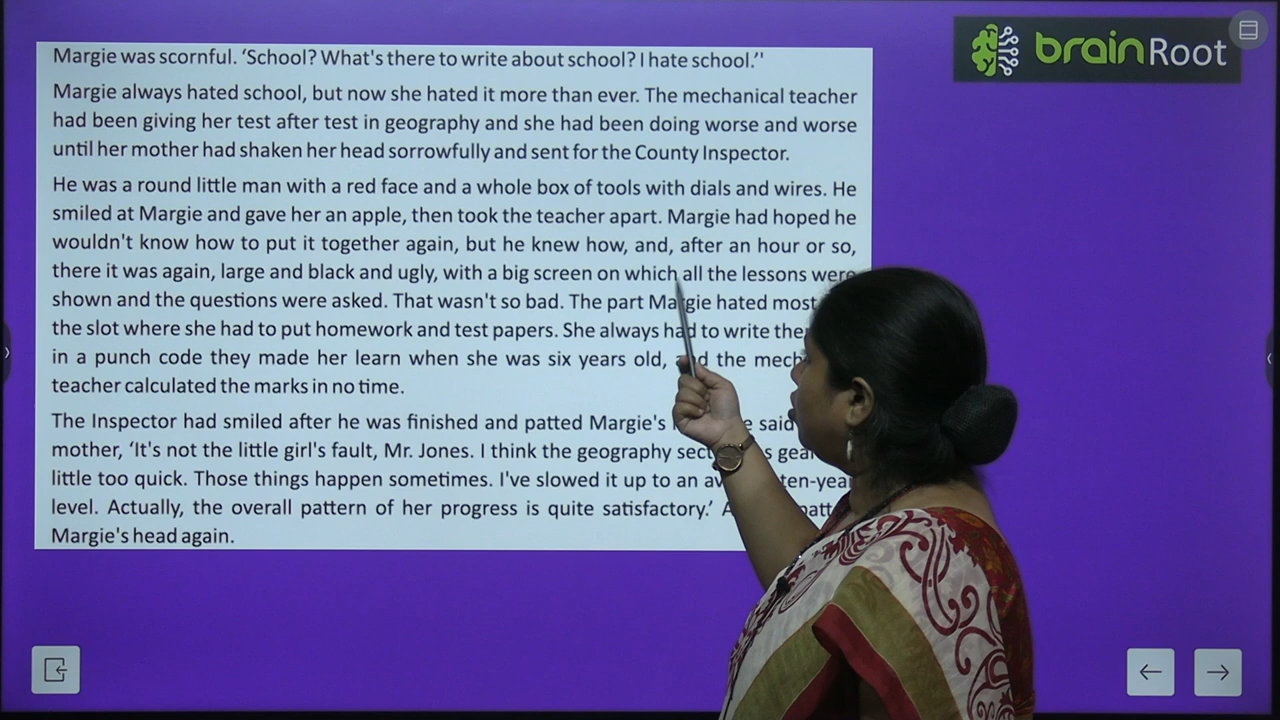 brainRoot
Margie was scornful. ‘School? What's there to write about school? I hate school.’'
Margie always hated school, but now she hated it more than ever. The mechanical teacher
had been giving her test after test in geography and she had been doing worse and worse
until her mother had shaken her head sorrowfully and sent for the County Inspector.
He was a round little man with a red face and a whole box of tools with dials and wires. He
smiled at Margie and gave her an apple, then took the teacher apart. Margie had hoped he
wouldn't know how to put it together again, but he knew how, and, after an hour or so,
there it was again, large and black and ugly, with a big screen on which all the lessons were
shown and the questions were asked. That wasn't so bad. The part Margie hated most
the slot where she had to put homework and test papers. She always had to write
in a punch code they made her learn when she was six years old, and the
teacher calculated the marks in no time.
The Inspector had smiled after he was finished and patted Margie's said
mother, ‘It's not the little girl's fault, Mr. Jones. I think the geography
little too quick. Those things happen sometimes. I've slowed it up to an ten-year
level. Actually, the overall pattern of her progress is quite satisfactory.’
Margie's head again.